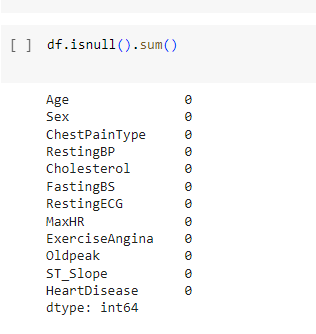 [ ] df.isnull().sum()
Age 0
Sex 0
ChestPainType 0
RestingBP 0
Cholesterol 0
FastingBS 0
RestingECG 0
MaxHR 0
ExerciseAngina 0
Oldpeak 0
ST_Slope 0
HeartDisease 0
dtype: int64